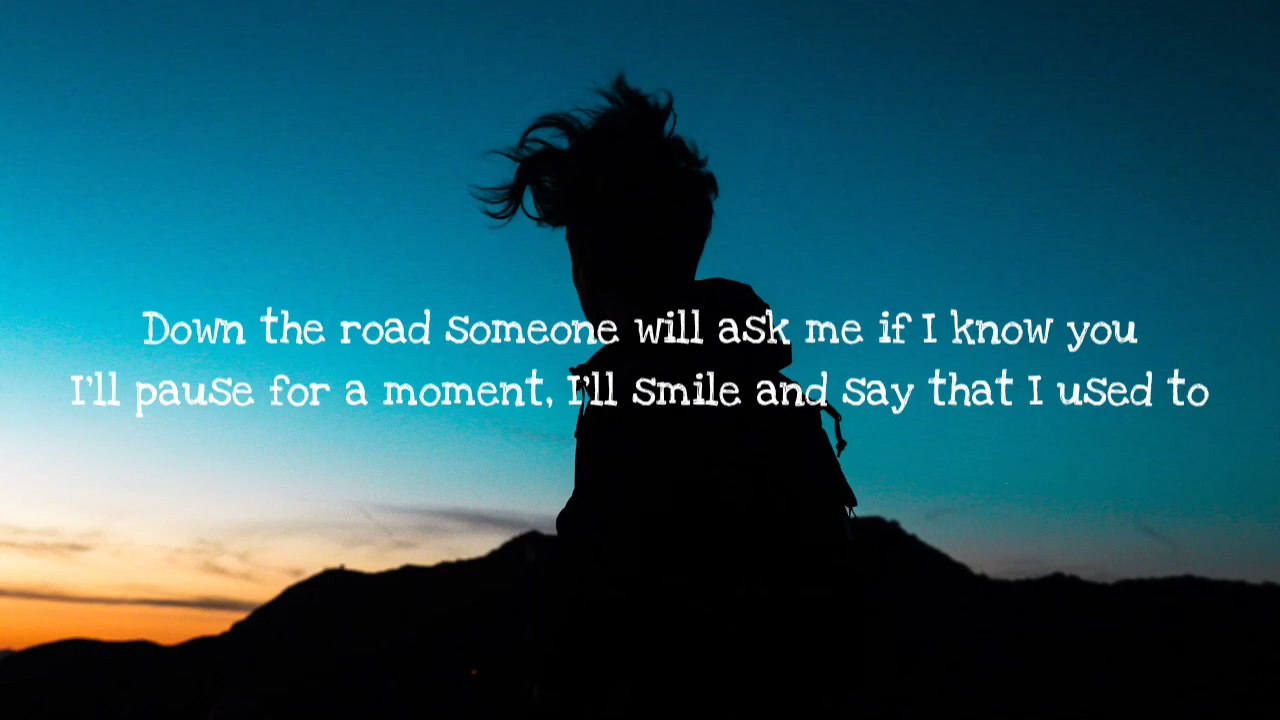 Down the road someone will ask me if I know you
I'll pause for a moment, I'll smile and say that I used to